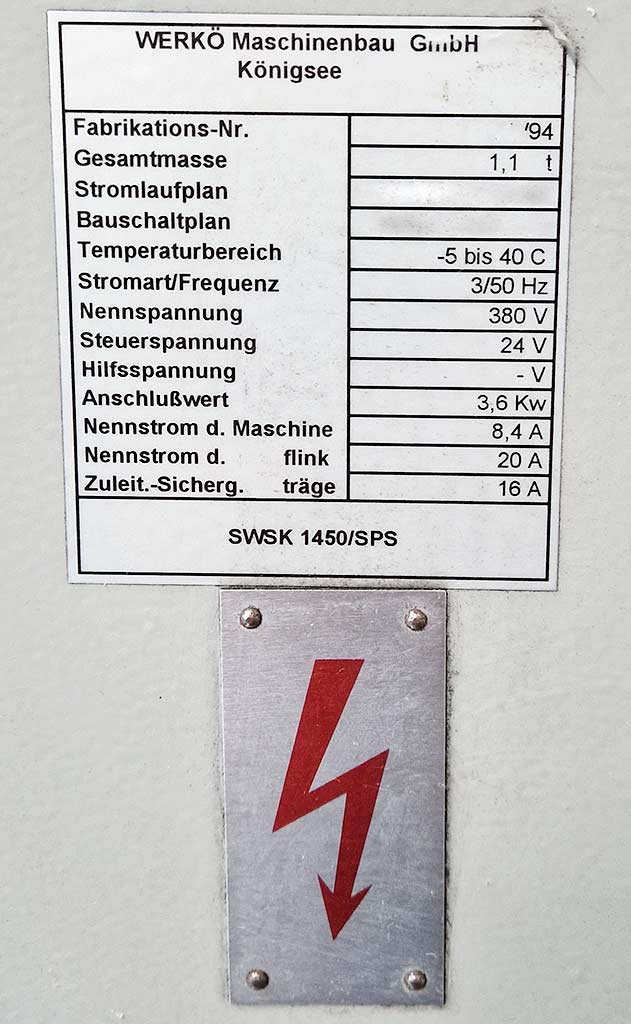 WERKÖ Maschinenbau GmbH
Königsee
Fabrikations-Nr. '94
Gesamtmasse 1,1 t
Stromlaufplan
Bauschaltplan
Temperaturbereich -5 bis 40 C
Stromart/Frequenz 3/50 Hz
Nennspannung 380 V
Steuerspannung 24 V
Hilfsspannung - V
Anschlußwert 3,6 Kw
Nennstrom d. Maschine 8,4 A
Nennstrom d. flink 20 A
Zuleit.-Sicherg. träge 16 A
SWSK 1450/SPS